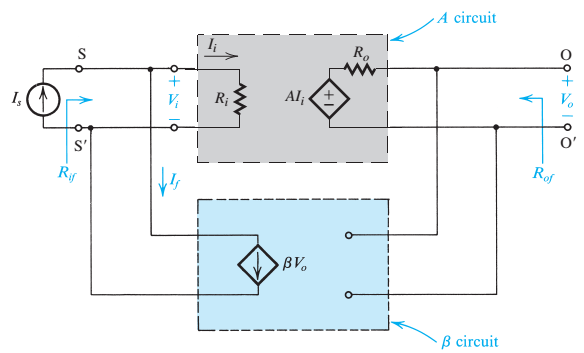 A circuit
S
I_i
R_o
O
I_s
+
V_i
−
R_i
AI_i
+
−
+
V_o
−
S′
O′
R_if
I_f
R_of
βV_o
β circuit